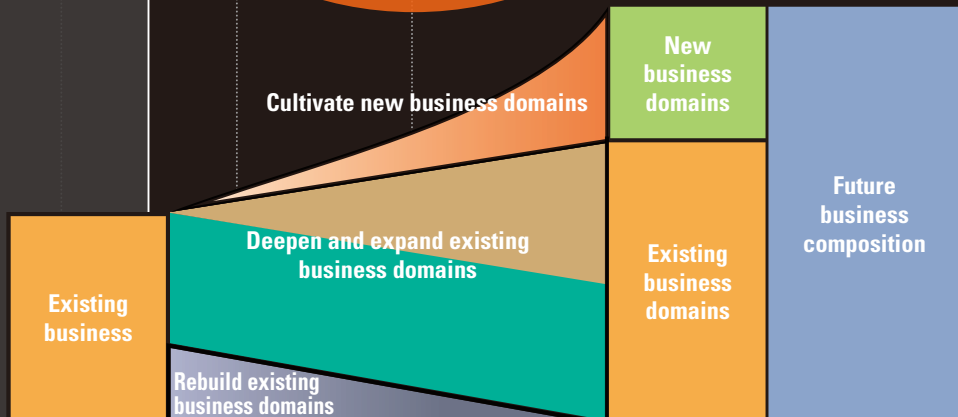 New
business
domains
Cultivate new business domains
Future
business
composition
Deepen and expand existing
business domains
Existing
business
domains
Existing
business
Rebuild existing
business domains